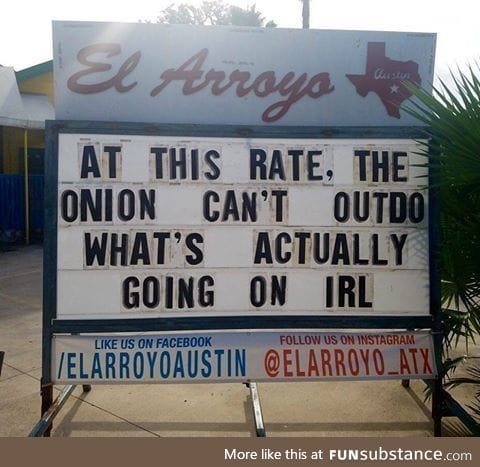 El Arroyo
Austin
AT THIS RATE, THE
ONION CAN'T OUTDO
WHAT'S ACTUALLY
GOING ON IRL
LIKE US ON FACEBOOK
/ELARROYOAUSTIN
FOLLOW US ON INSTAGRAM
@ELARROYO_ATX
More like this at FUNsubstance.com